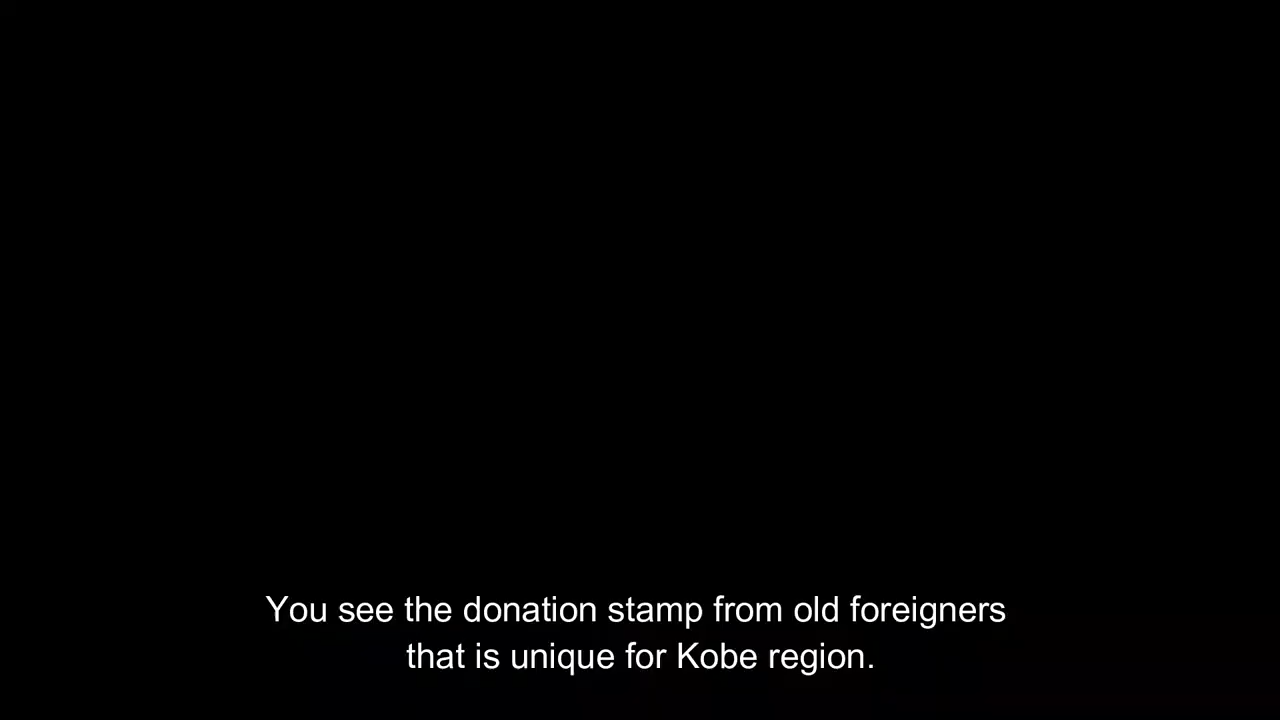 You see the donation stamp from old foreigners
that is unique for Kobe region.